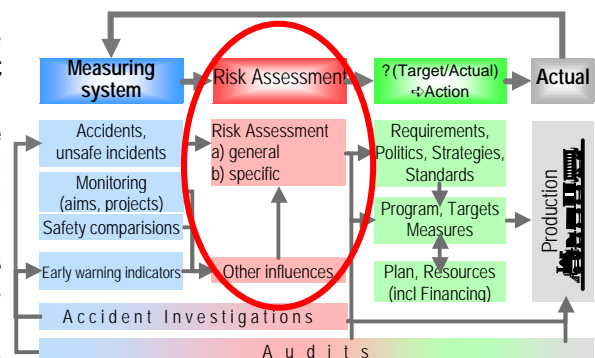 Measuring
system
Risk Assessment
? (Target/Actual)
➪Action
Actual
Accidents,
unsafe incidents
Monitoring
(aims, projects)
Safety comparisions
Early warning indicators
Risk Assessment
a) general
b) specific
Other influences
Requirements,
Politics, Strategies,
Standards
Program, Targets
Measures
Plan, Resources
(incl Financing)
Production
Accident Investigations
Audits